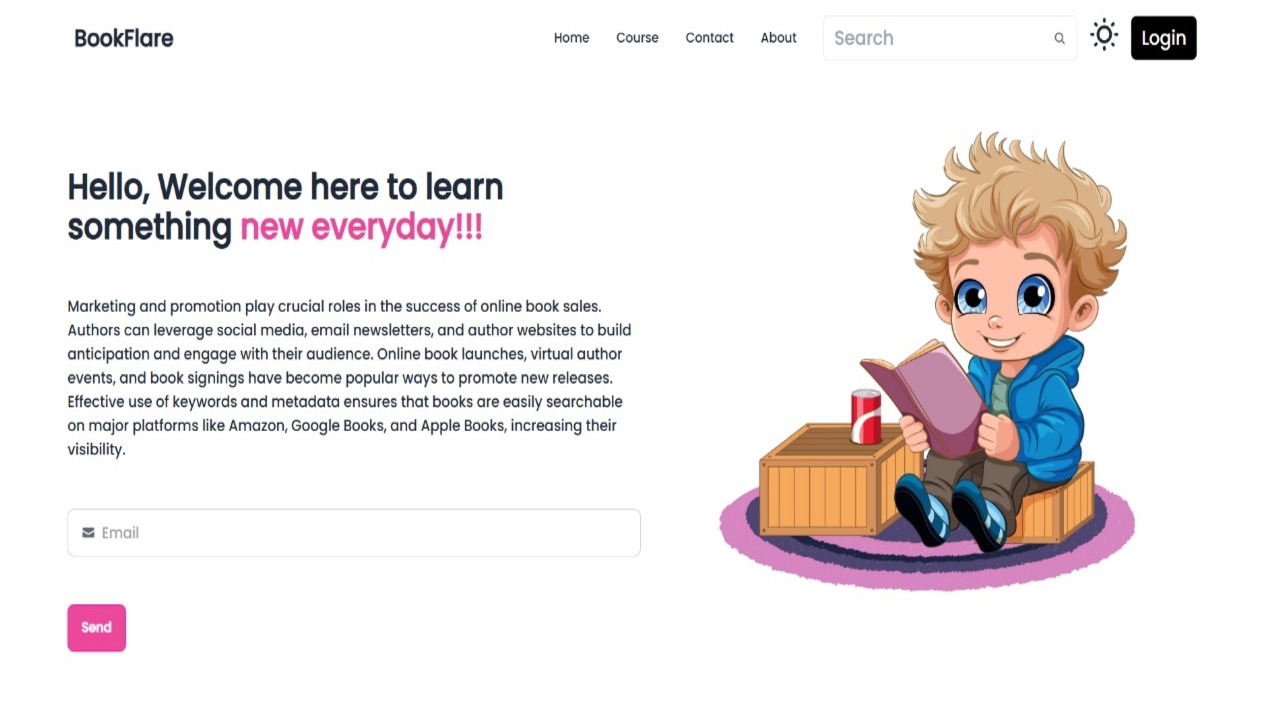 BookFlare
Home
Course
Contact
About
Search
Login
Hello, Welcome here to learn
something new everyday!!!
Marketing and promotion play crucial roles in the success of online book sales.
Authors can leverage social media, email newsletters, and author websites to build
anticipation and engage with their audience. Online book launches, virtual author
events, and book signings have become popular ways to promote new releases.
Effective use of keywords and metadata ensures that books are easily searchable
on major platforms like Amazon, Google Books, and Apple Books, increasing their
visibility.
Email
Send